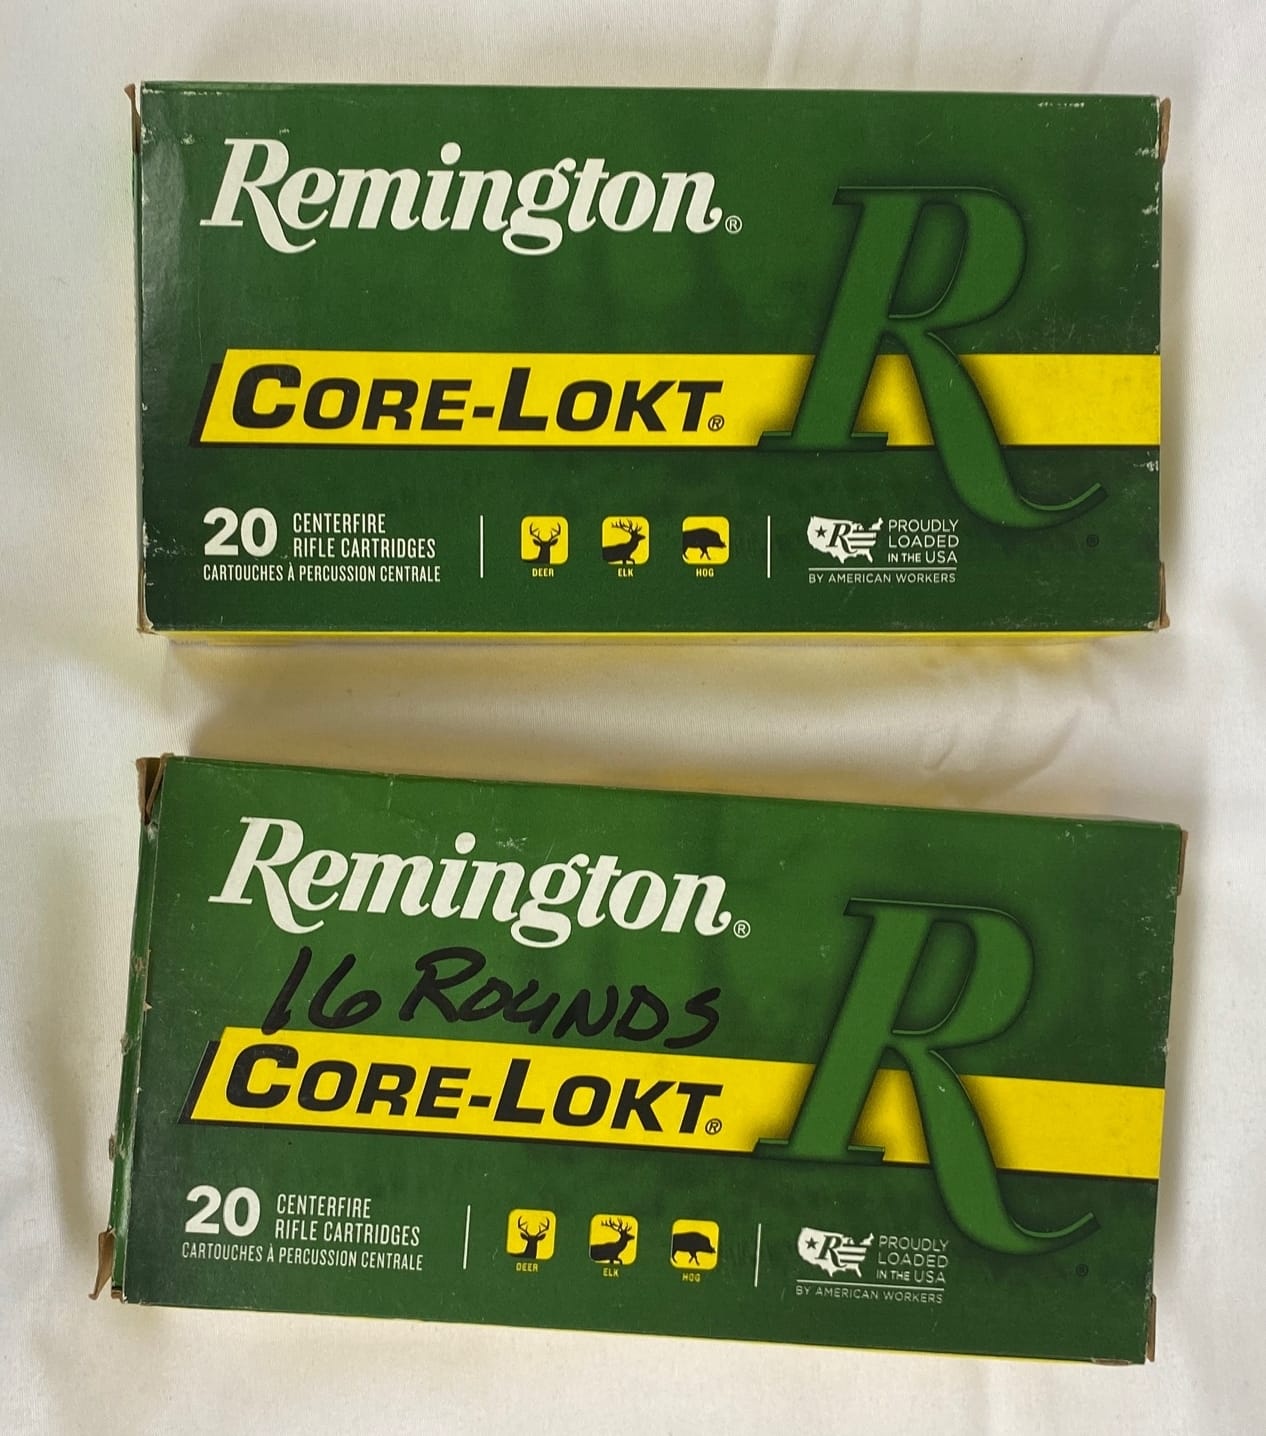 Remington®
CORE-LOKT®
20 CENTERFIRE
RIFLE CARTRIDGES
CARTOUCHES À PERCUSSION CENTRALE
DEER ELK HOG
R PROUDLY
LOADED
IN THE USA
BY AMERICAN WORKERS
R®
Remington®
16 ROUNDS
CORE-LOKT®
20 CENTERFIRE
RIFLE CARTRIDGES
CARTOUCHES À PERCUSSION CENTRALE
DEER ELK HOG
R PROUDLY
LOADED
IN THE USA
BY AMERICAN WORKERS
R®